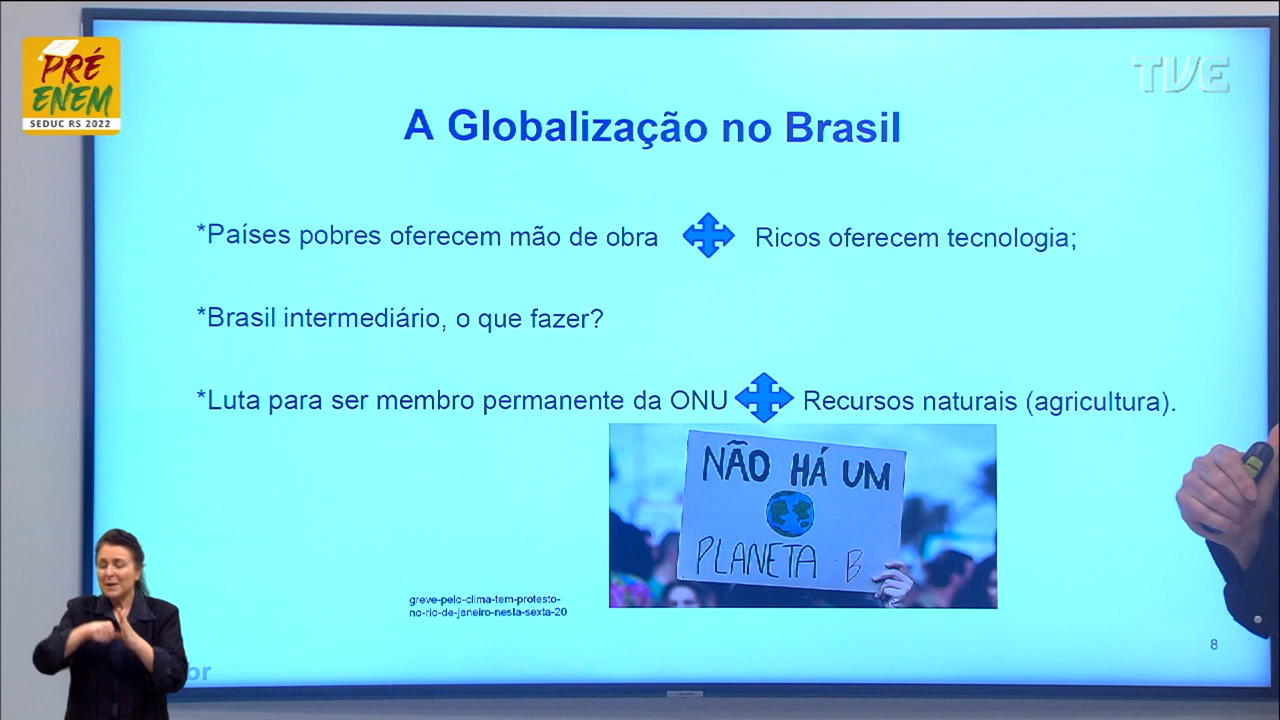 PRÉ
ENEM
SEDUC RS 2022
TVE
A Globalização no Brasil
*Países pobres oferecem mão de obra Ricos oferecem tecnologia;
*Brasil intermediário, o que fazer?
*Luta para ser membro permanente da ONU Recursos naturais (agricultura).
NÃO HÁ UM
PLANETA B
greve-pelo-clima-tem-protesto-
no-rio-de-janeiro-nesta-sexta-20
8
br